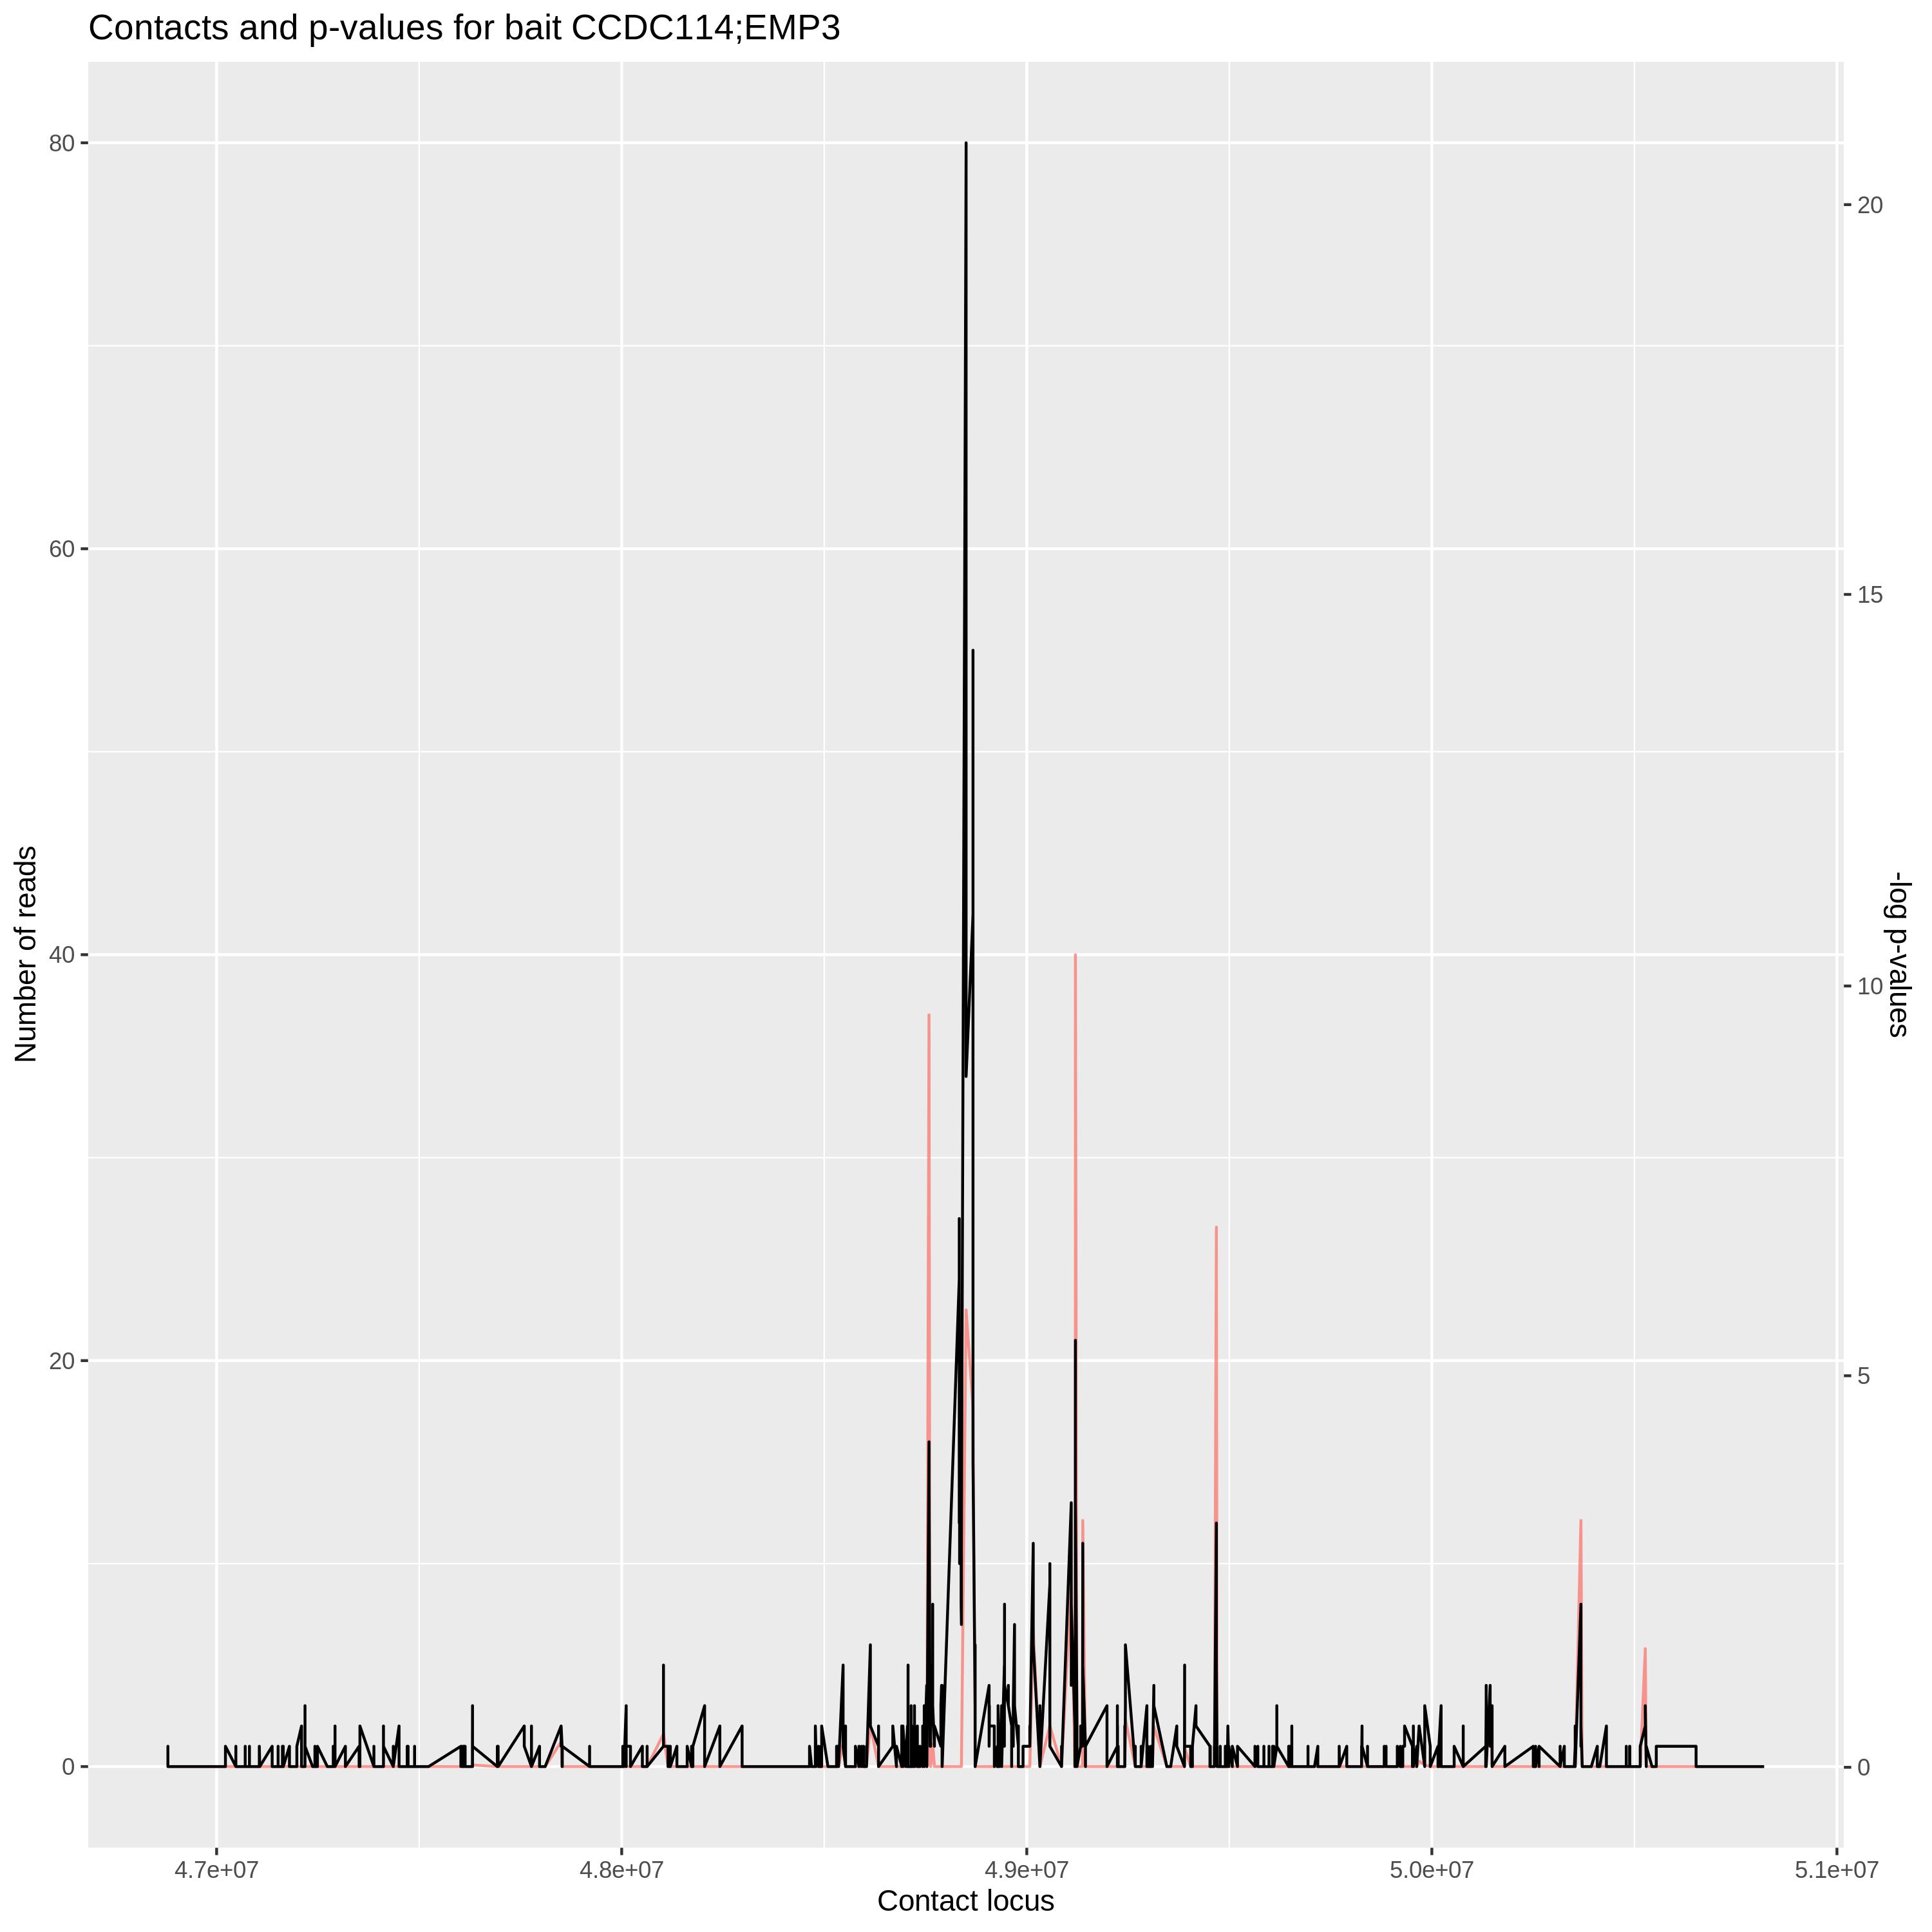 Contacts and p-values for bait CCDC114;EMP3
80
60
40
20
0
Number of reads
20
15
10
5
0
-log p-values
4.7e+07
4.8e+07
4.9e+07
5.0e+07
5.1e+07
Contact locus